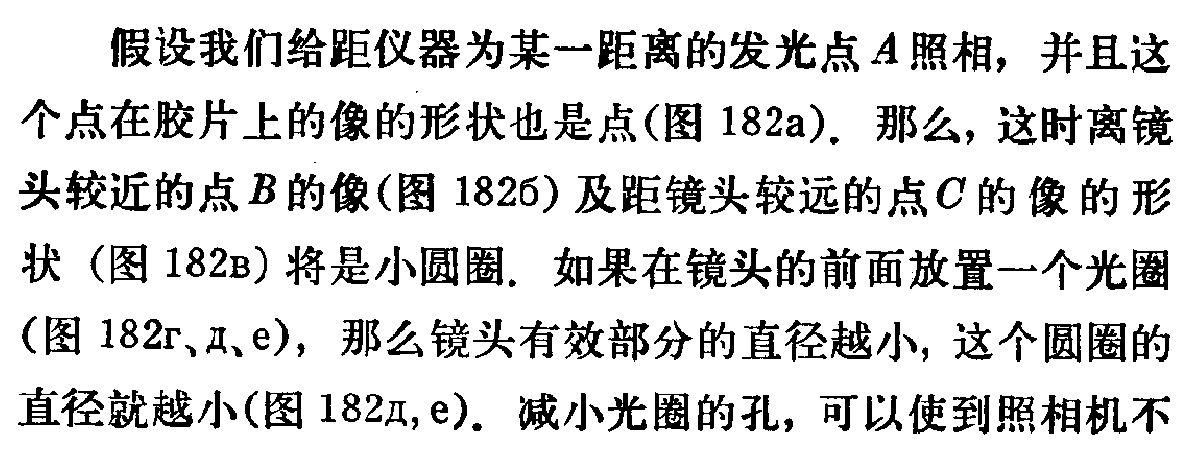 假设我们给距仪器为某一距离的发光点 A 照相，并且这
个点在胶片上的像的形状也是点(图 182а)．那么，这时离镜
头较近的点 B 的像(图 182б) 及距镜头较远的点 C 的像的形
状（图 182в）将是小圆圈．如果在镜头的前面放置一个光圈
(图 182г、д、е)，那么镜头有效部分的直径越小，这个圆圈的
直径就越小(图 182д, е)．减小光圈的孔，可以使到照相机不